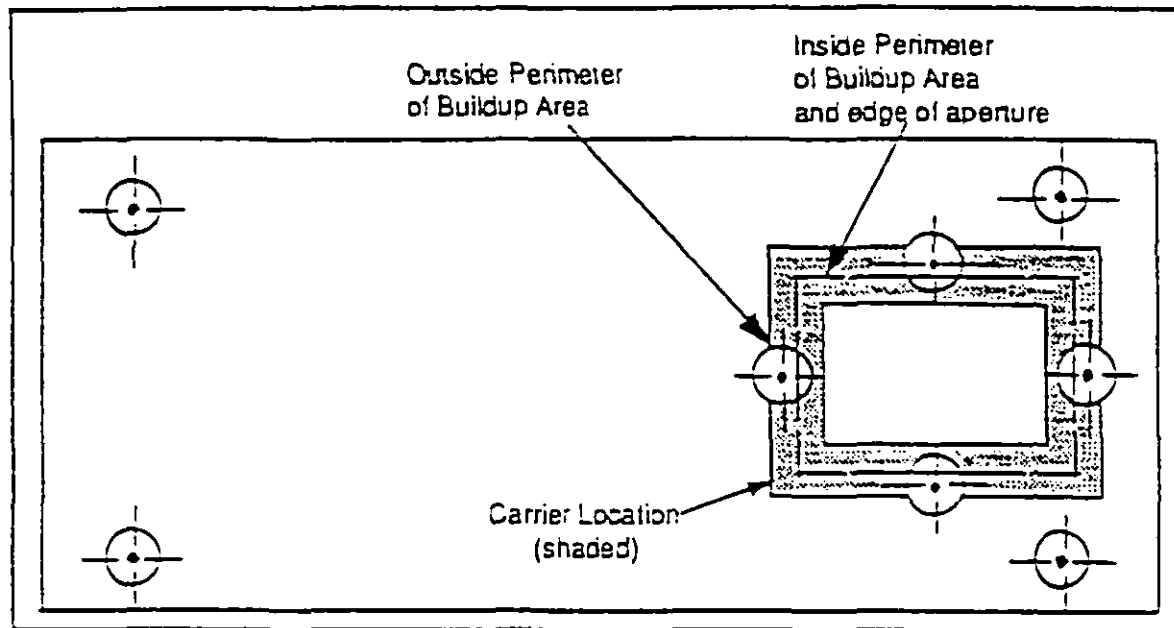 Outside Perimeter
of Buildup Area
Inside Perimeter
of Buildup Area
and edge of aperture
Carrier Location
(shaded)